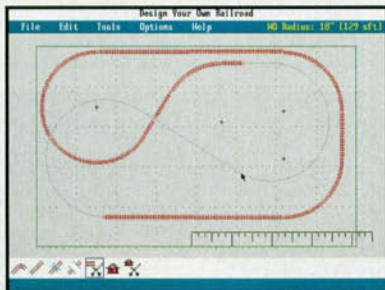 Design Your Own Railroad
File Edit Tools Options Help HO Radius: 18" (129 sft)